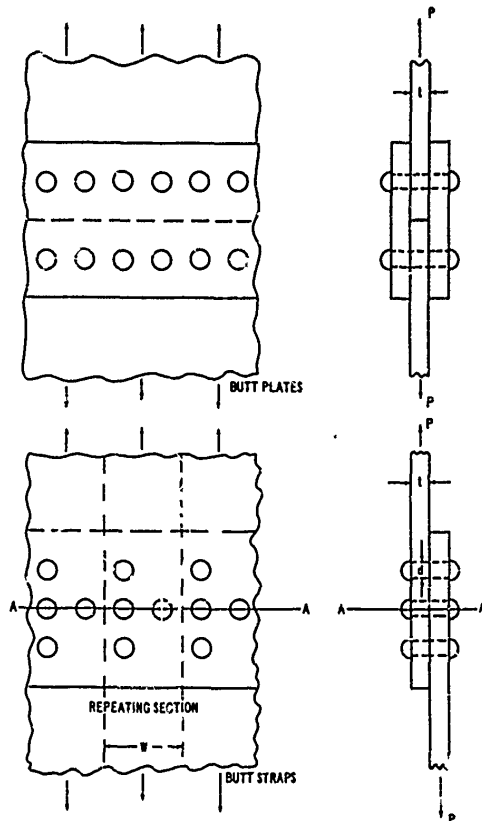 P
t
BUTT PLATES
P
P
t
d
A A A A
REPEATING SECTION
W
BUTT STRAPS
P